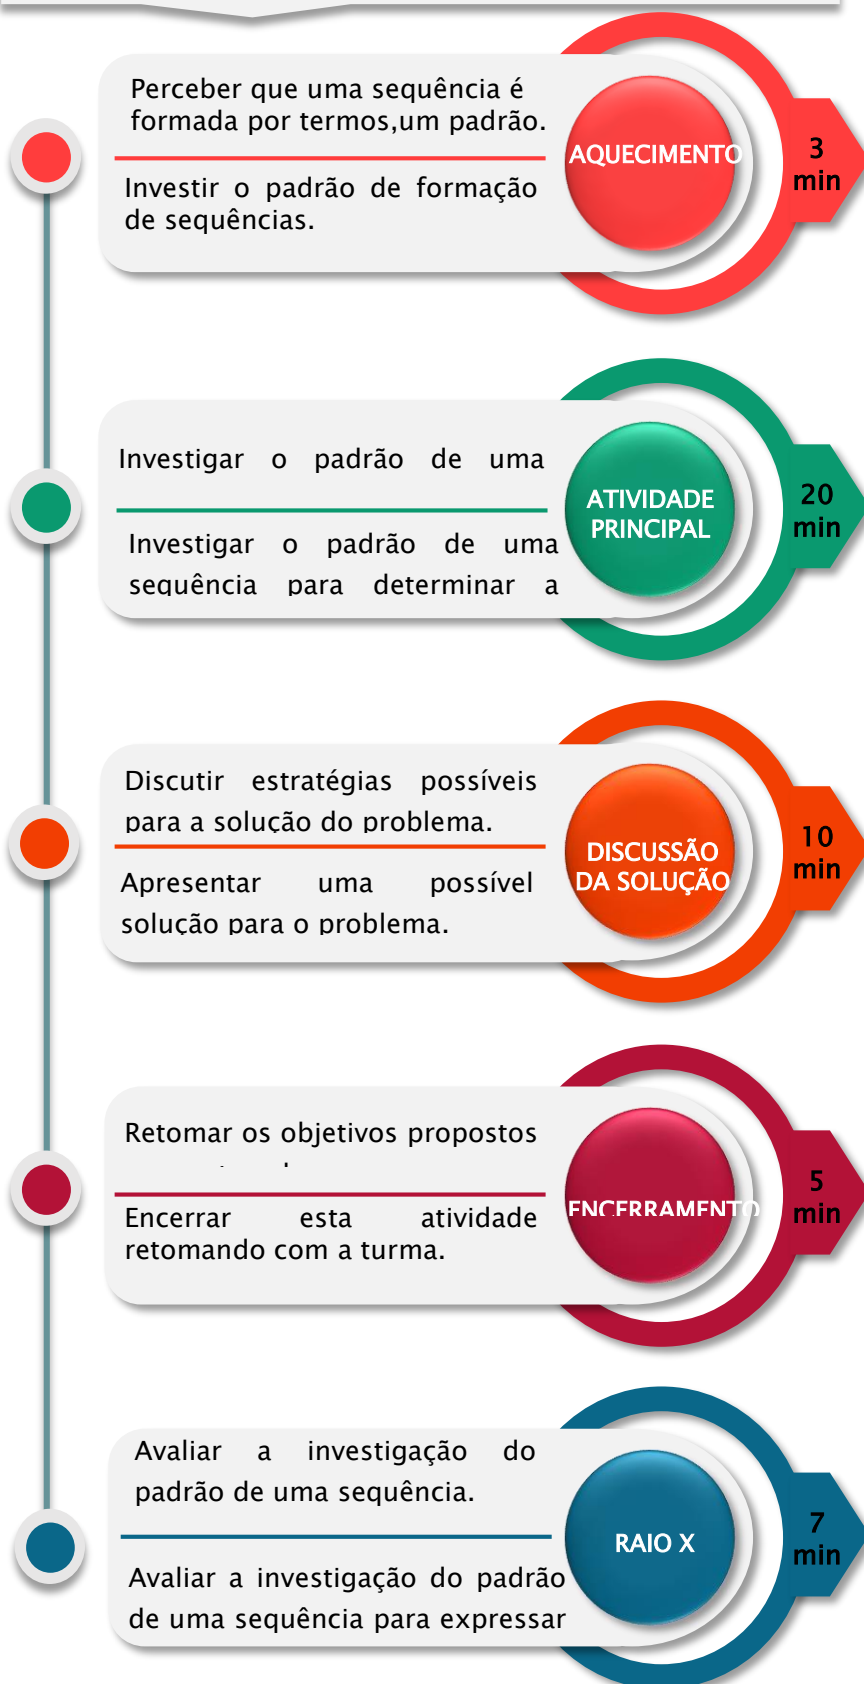 Perceber que uma sequência é
formada por termos,um padrão.
Investir o padrão de formação
de sequências.
AQUECIMENTO
3
min
Investigar o padrão de uma
Investigar o padrão de uma
sequência para determinar a
ATIVIDADE
PRINCIPAL
20
min
Discutir estratégias possíveis
para a solução do problema.
Apresentar uma possível
solução para o problema.
DISCUSSÃO
DA SOLUÇÃO
10
min
Retomar os objetivos propostos
Encerrar esta atividade
retomando com a turma.
ENCERRAMENTO
5
min
Avaliar a investigação do
padrão de uma sequência.
Avaliar a investigação do padrão
de uma sequência para expressar
RAIO X
7
min